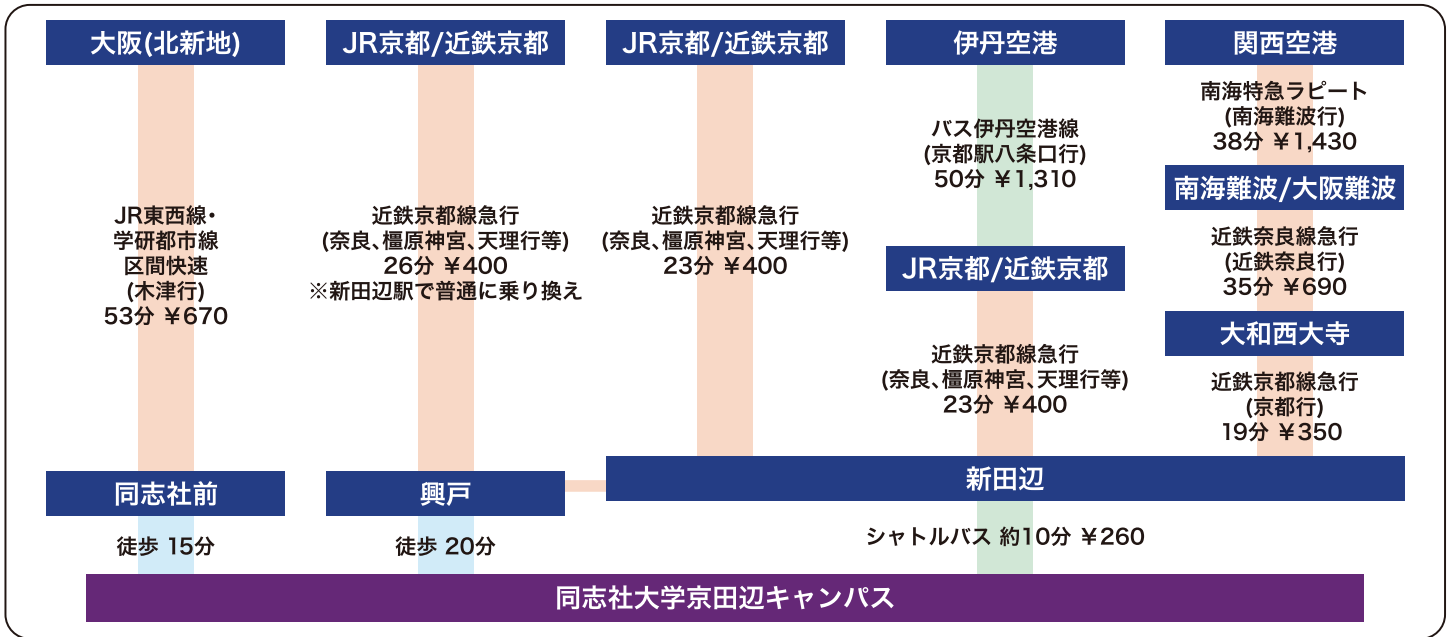 大阪(北新地)
JR東西線・
学研都市線
区間快速
(木津行)
53分 ¥670
同志社前
徒歩 15分
JR京都/近鉄京都
近鉄京都線急行
(奈良、橿原神宮、天理行等)
26分 ¥400
※新田辺駅で普通に乗り換え
興戸
徒歩 20分
JR京都/近鉄京都
近鉄京都線急行
(奈良、橿原神宮、天理行等)
23分 ¥400
伊丹空港
バス伊丹空港線
(京都駅八条口行)
50分 ¥1,310
JR京都/近鉄京都
近鉄京都線急行
(奈良、橿原神宮、天理行等)
23分 ¥400
関西空港
南海特急ラピート
(南海難波行)
38分 ¥1,430
南海難波/大阪難波
近鉄奈良線急行
(近鉄奈良行)
35分 ¥690
大和西大寺
近鉄京都線急行
(京都行)
19分 ¥350
新田辺
シャトルバス 約10分 ¥260
同志社大学京田辺キャンパス